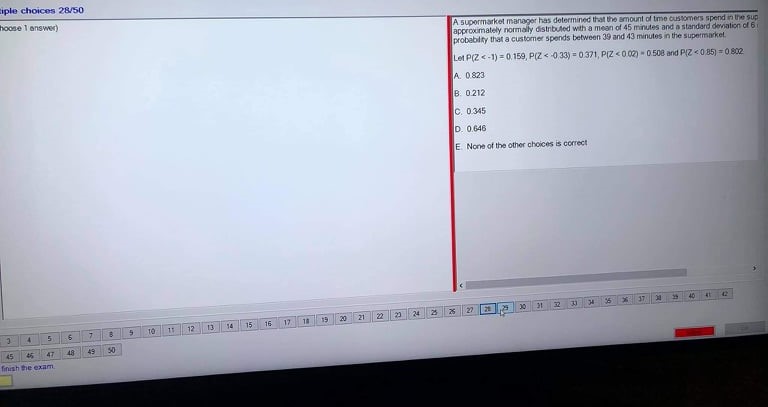 tiple choices 28/50
hoose 1 answer)
A supermarket manager has determined that the amount of time customers spend in the sup
approximately normally distributed with a mean of 45 minutes and a standard deviation of 6
probability that a customer spends between 39 and 43 minutes in the supermarket.
Let P(Z < -1) = 0.159, P(Z < -0.33) = 0.371, P(Z < 0.02) = 0.508 and P(Z < 0.85) = 0.802
A. 0.823
B. 0.212
C. 0.345
D. 0.646
E. None of the other choices is correct
3 4 5 6 7 8 9 10 11 12 13 14 15 16 17 18 19 20 21 22 23 24 25 26 27 28 29 30 31 32 33 34 35 36 37 38 39 40 41 42
45 46 47 48 49 50
finish the exam.